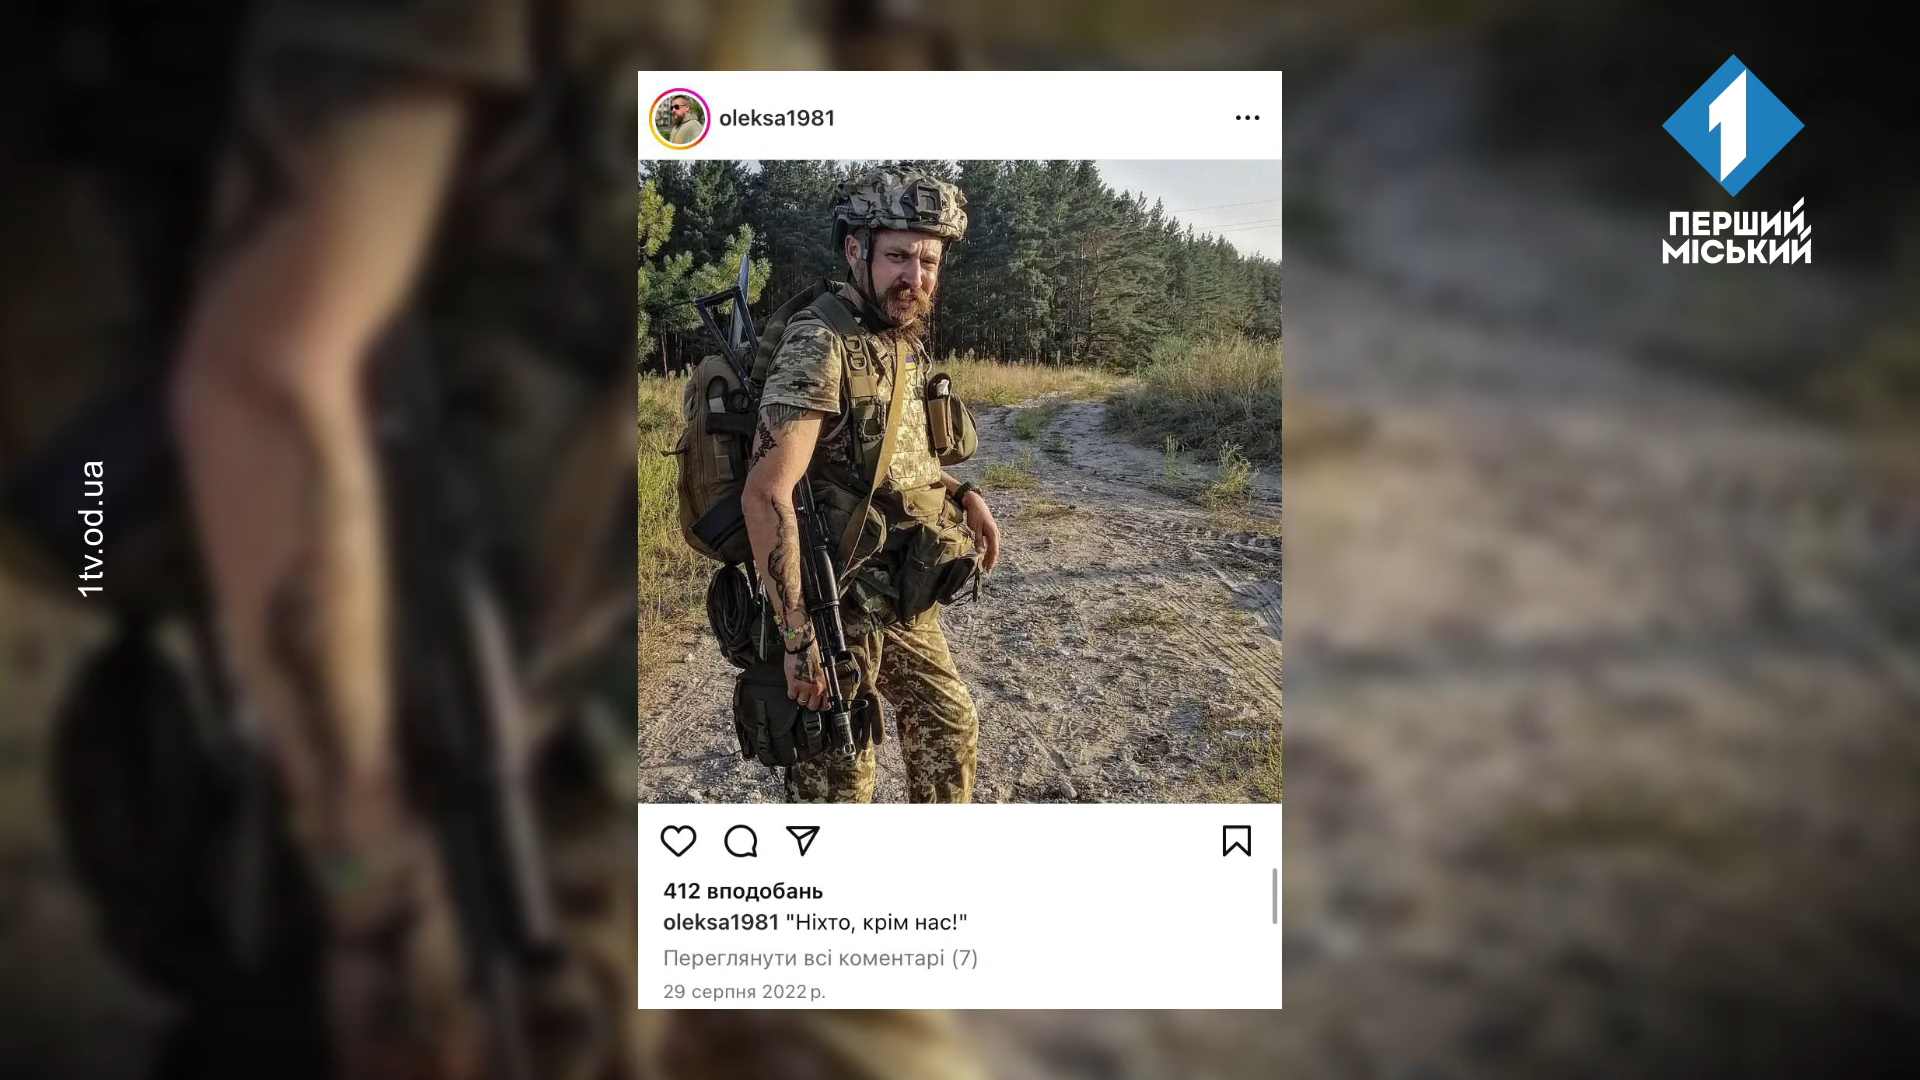 oleksa1981
1
ПЕРШИЙ
МІСЬКИЙ
1tv.od.ua
412 вподобань
oleksa1981 "Ніхто, крім нас!"
Переглянути всі коментарі (7)
29 серпня 2022 р.